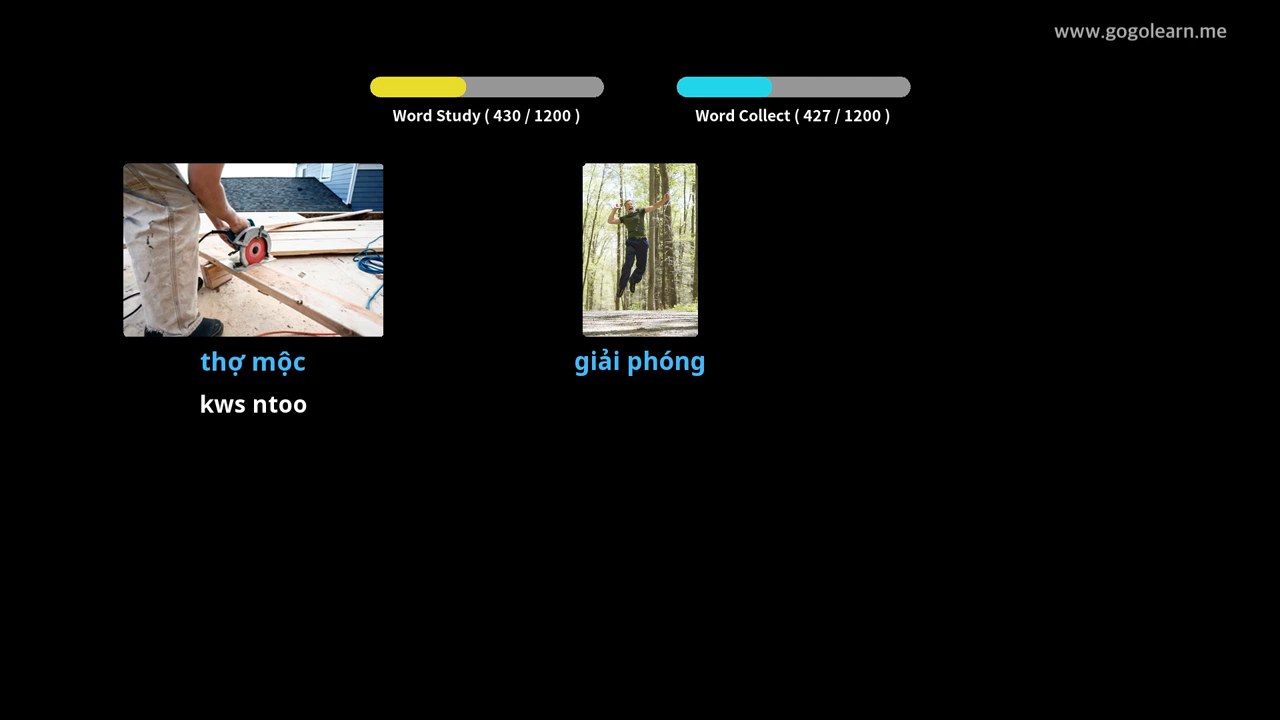 www.gogolearn.me
Word Study ( 430 / 1200 )
Word Collect ( 427 / 1200 )
thợ mộc
kws ntoo
giải phóng